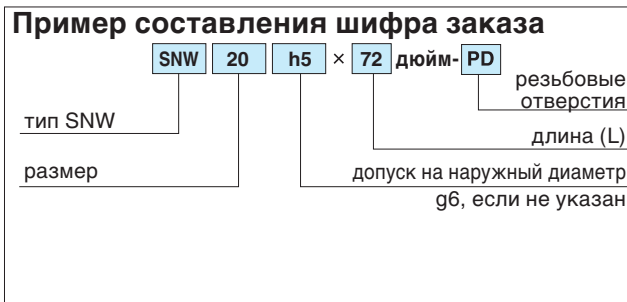 Пример составления шифра заказа
SNW 20 h5 × 72 дюйм- PD
резьбовые
отверстия
тип SNW
длина (L)
размер
допуск на наружный диаметр
g6, если не указан